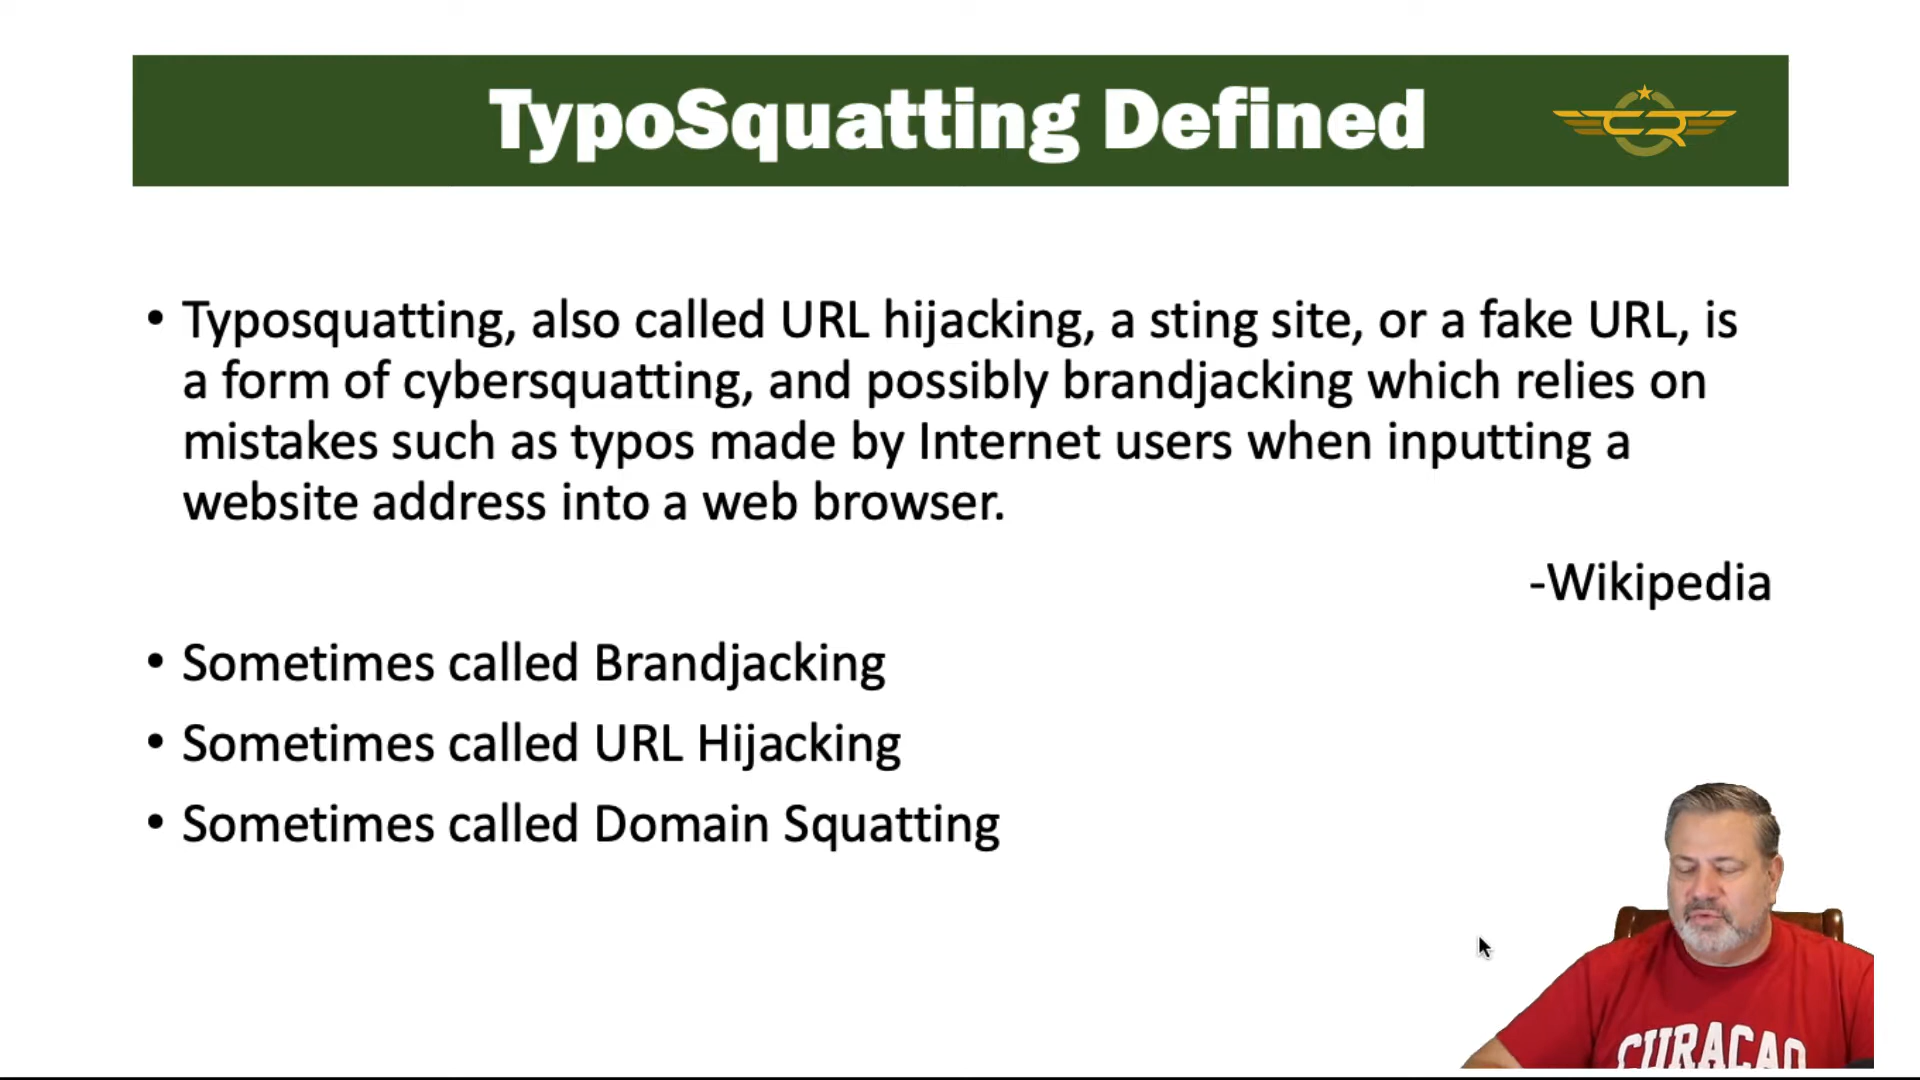 TypoSquatting Defined
CR
• Typosquatting, also called URL hijacking, a sting site, or a fake URL, is
a form of cybersquatting, and possibly brandjacking which relies on
mistakes such as typos made by Internet users when inputting a
website address into a web browser.
-Wikipedia
• Sometimes called Brandjacking
• Sometimes called URL Hijacking
• Sometimes called Domain Squatting
CURACAO